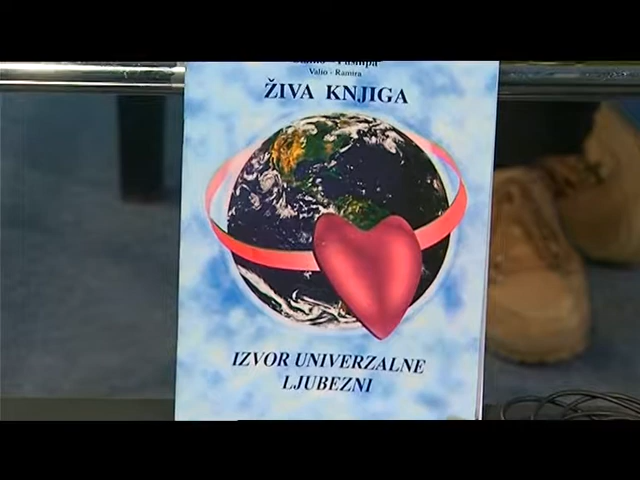 Valio - Ramira
ŽIVA KNJIGA
IZVOR UNIVERZALNE
LJUBEZNI